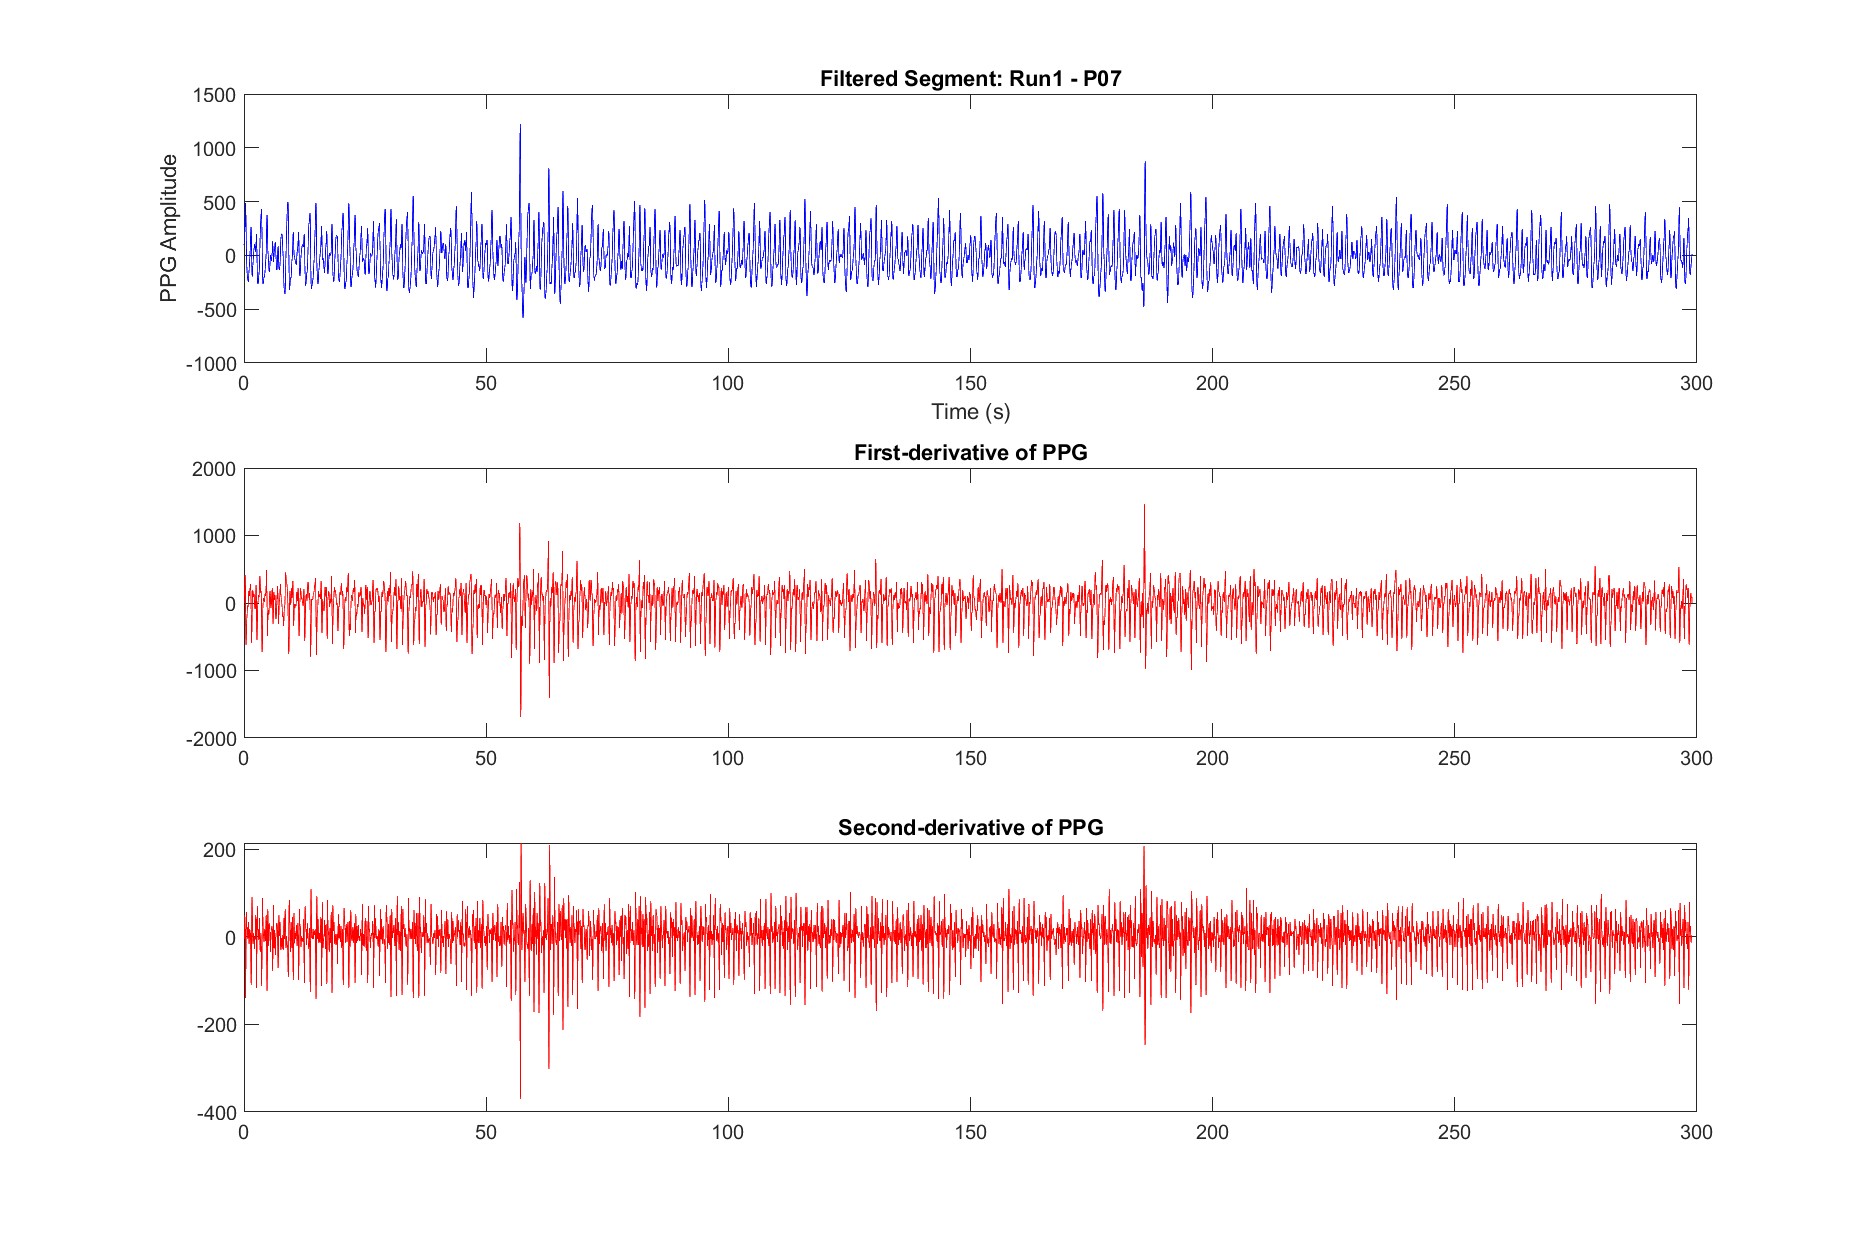 Filtered Segment: Run1 - P07
1500
1000
500
0
-500
-1000
PPG Amplitude
0 50 100 150 200 250 300
Time (s)
First-derivative of PPG
2000
1000
0
-1000
-2000
0 50 100 150 200 250 300
Second-derivative of PPG
200
0
-200
-400
0 50 100 150 200 250 300